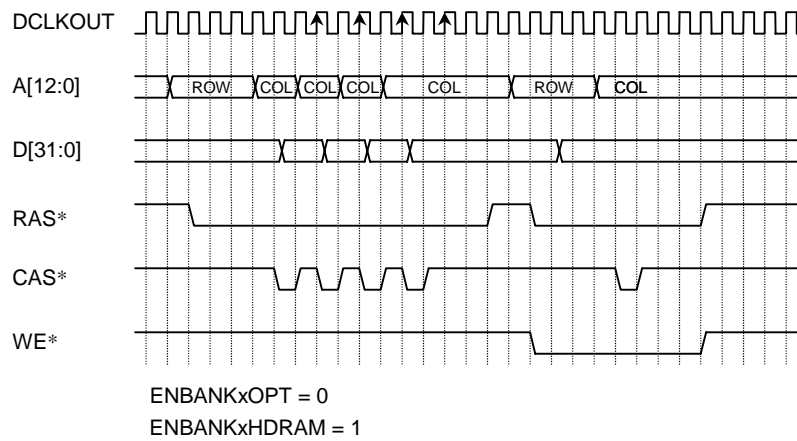 DCLKOUT
A[12:0]
ROW COL COL COL COL ROW COL
D[31:0]
RAS*
CAS*
WE*
ENBANKxOPT = 0
ENBANKxHDRAM = 1